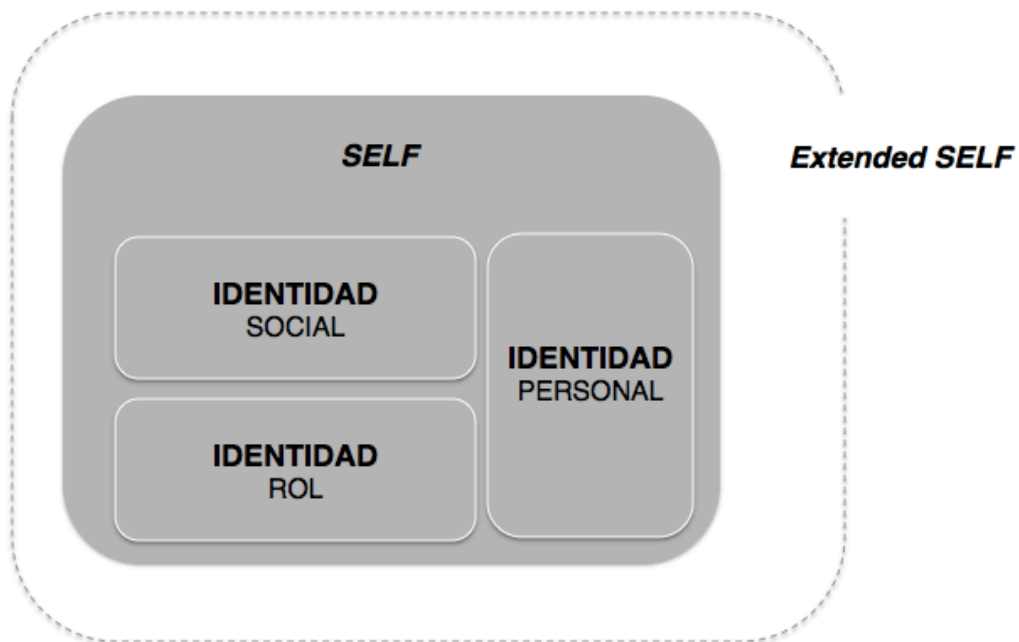 SELF
Extended SELF
IDENTIDAD
SOCIAL
IDENTIDAD
PERSONAL
IDENTIDAD
ROL